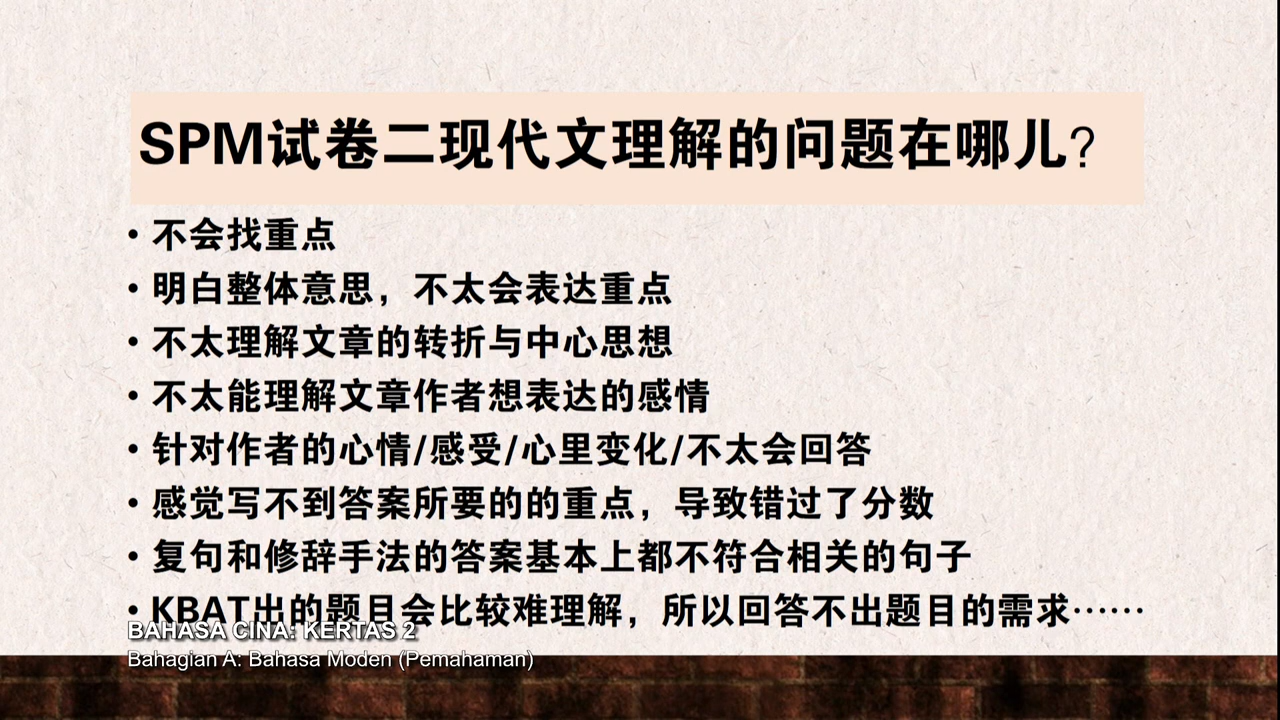 SPM试卷二现代文理解的问题在哪儿?
• 不会找重点
• 明白整体意思，不太会表达重点
• 不太理解文章的转折与中心思想
• 不太能理解文章作者想表达的感情
• 针对作者的心情/感受/心里变化/不太会回答
• 感觉写不到答案所要的的重点，导致错过了分数
• 复句和修辞手法的答案基本上都不符合相关的句子
• KBAT出的题目会比较难理解，所以回答不出题目的需求……
BAHASA CINA: KERTAS 2
Bahagian A: Bahasa Moden (Pemahaman)